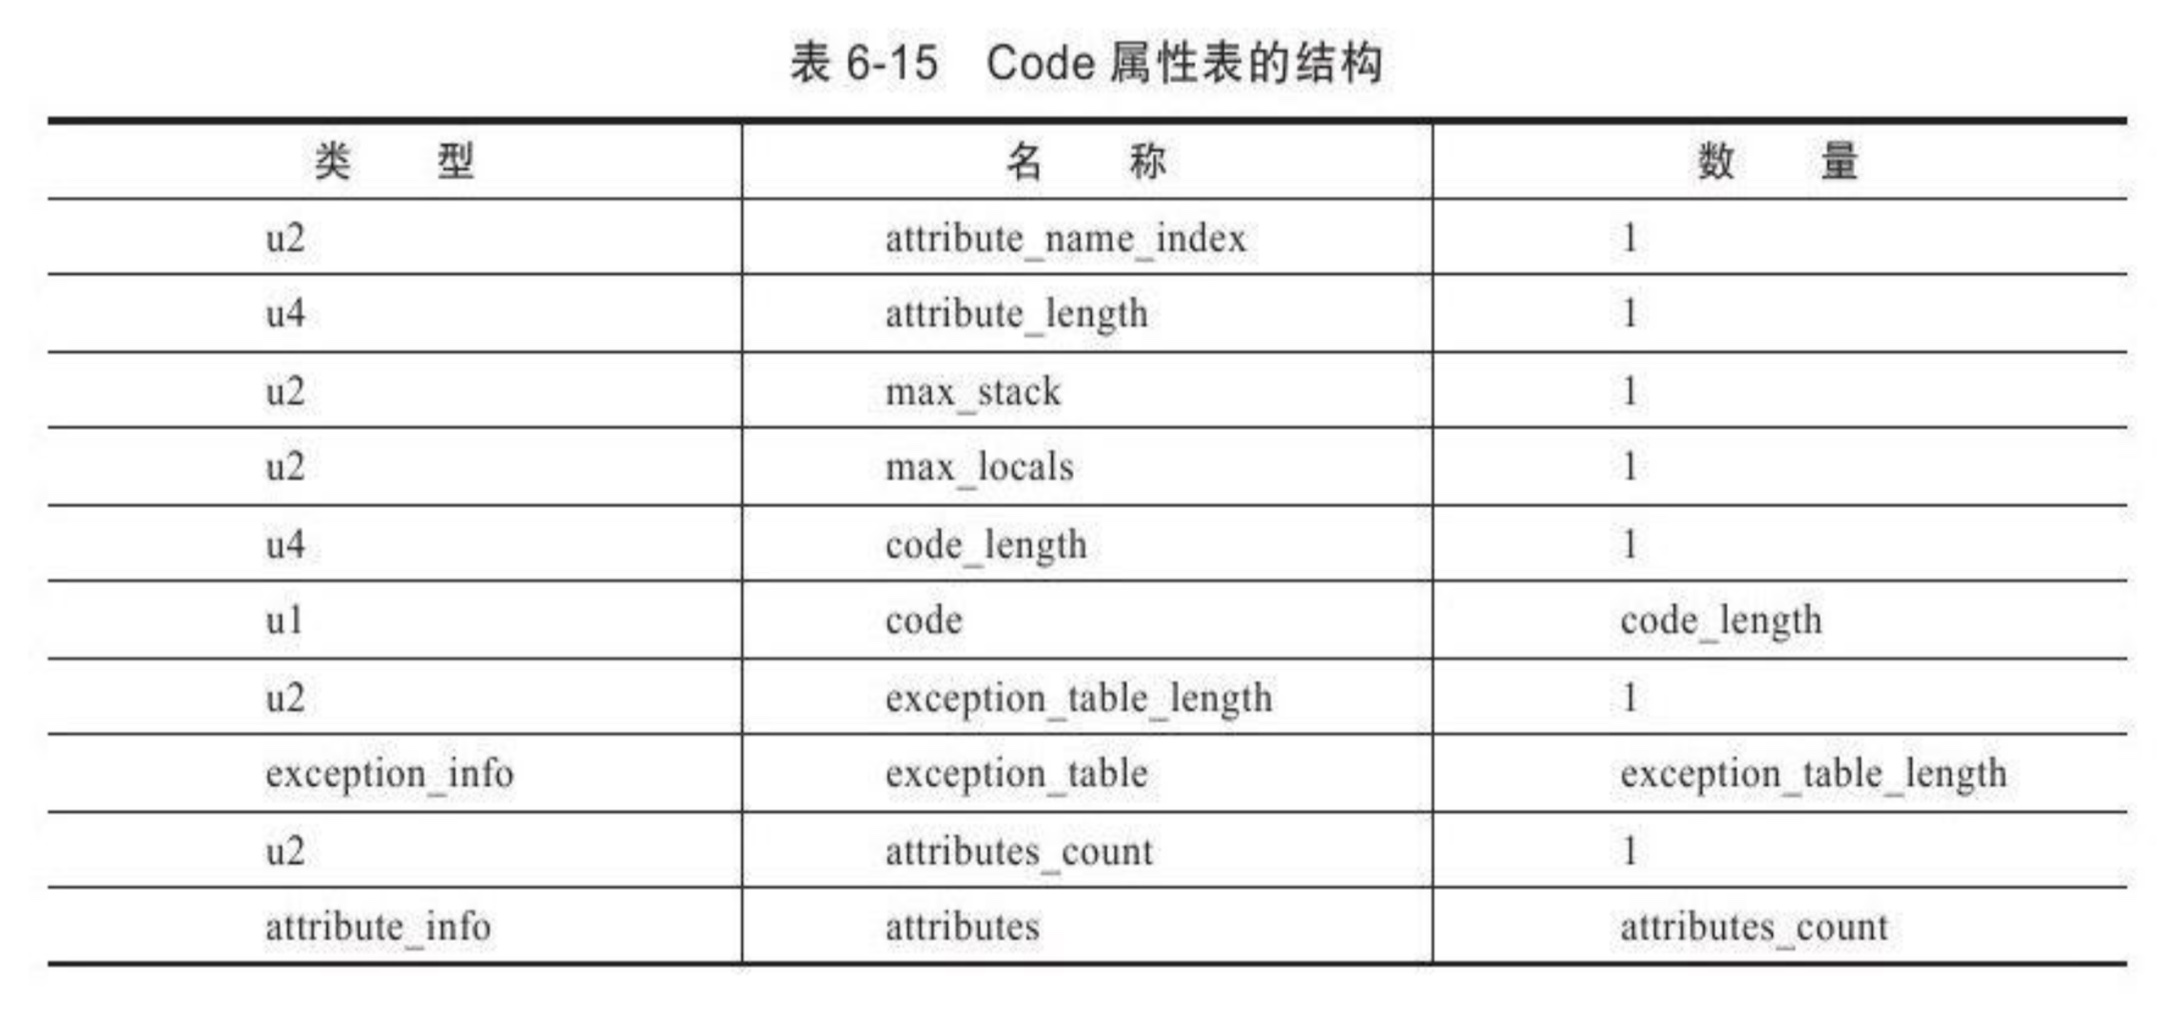 表 6-15 Code 属性表的结构
类 型 名 称 数 量
u2 attribute_name_index 1
u4 attribute_length 1
u2 max_stack 1
u2 max_locals 1
u4 code_length 1
u1 code code_length
u2 exception_table_length 1
exception_info exception_table exception_table_length
u2 attributes_count 1
attribute_info attributes attributes_count